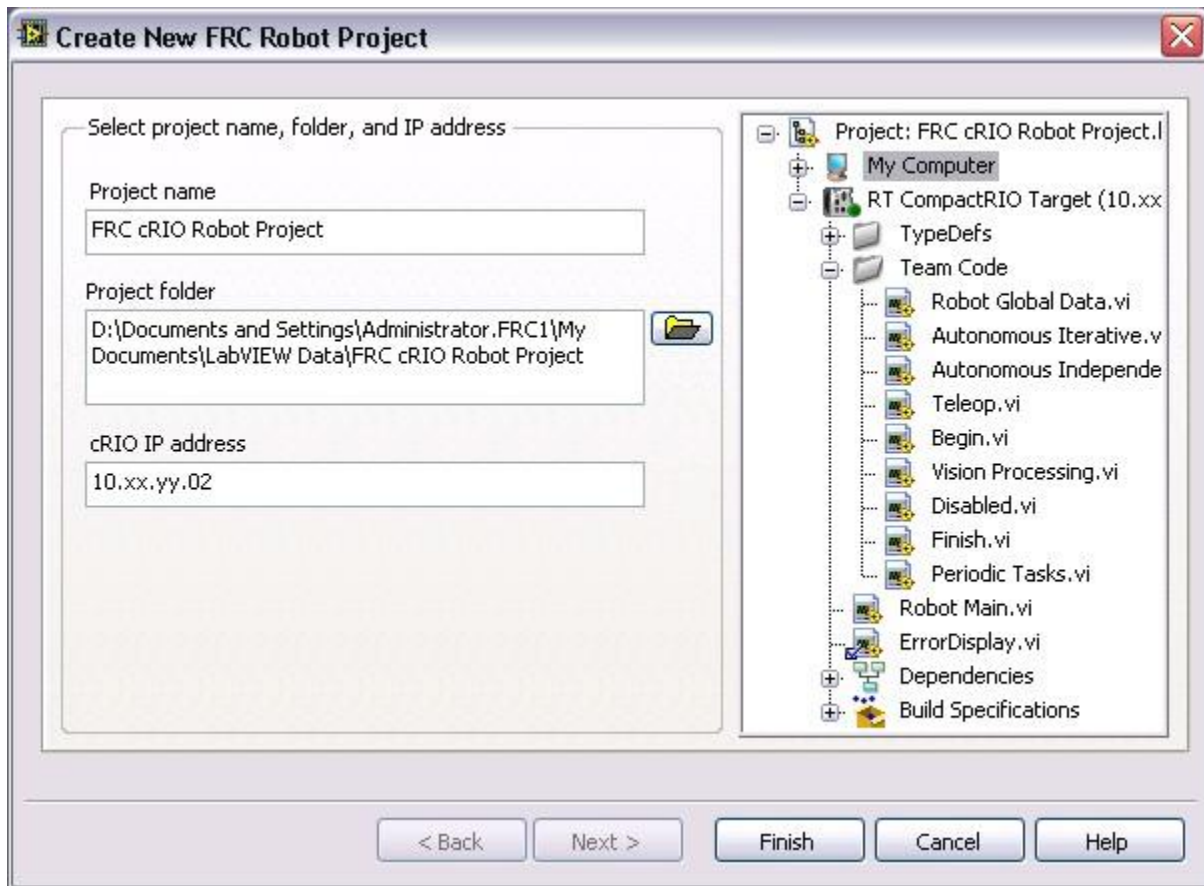 Create New FRC Robot Project
Select project name, folder, and IP address
Project name
FRC cRIO Robot Project
Project folder
D:\Documents and Settings\Administrator.FRC1\My
Documents\LabVIEW Data\FRC cRIO Robot Project
cRIO IP address
10.xx.yy.02
Project: FRC cRIO Robot Project.l
My Computer
RT CompactRIO Target (10.xx
TypeDefs
Team Code
Robot Global Data.vi
Autonomous Iterative.v
Autonomous Independe
Teleop.vi
Begin.vi
Vision Processing.vi
Disabled.vi
Finish.vi
Periodic Tasks.vi
Robot Main.vi
ErrorDisplay.vi
Dependencies
Build Specifications
< Back
Next >
Finish
Cancel
Help